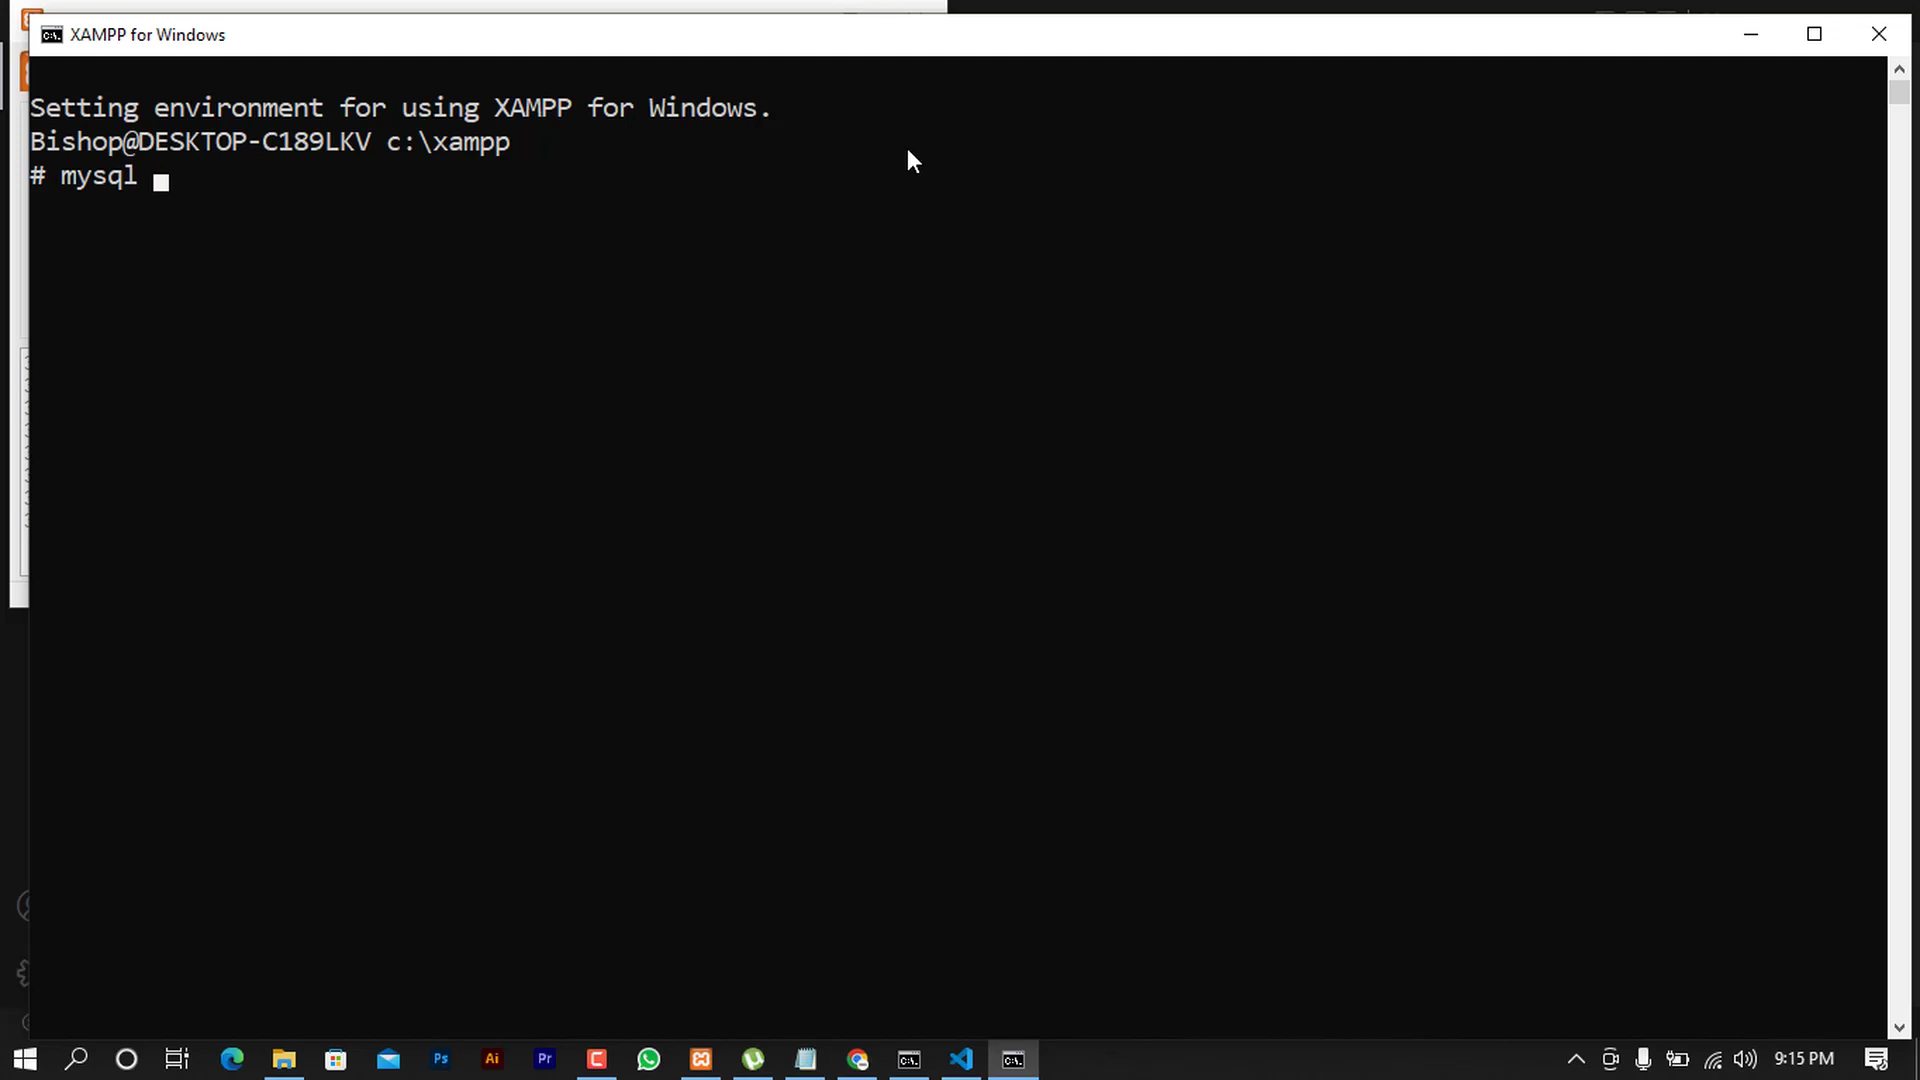 XAMPP for Windows
Setting environment for using XAMPP for Windows.
Bishop@DESKTOP-C189LKV c:\xampp
# mysql
Ps Ai Pr 9:15 PM